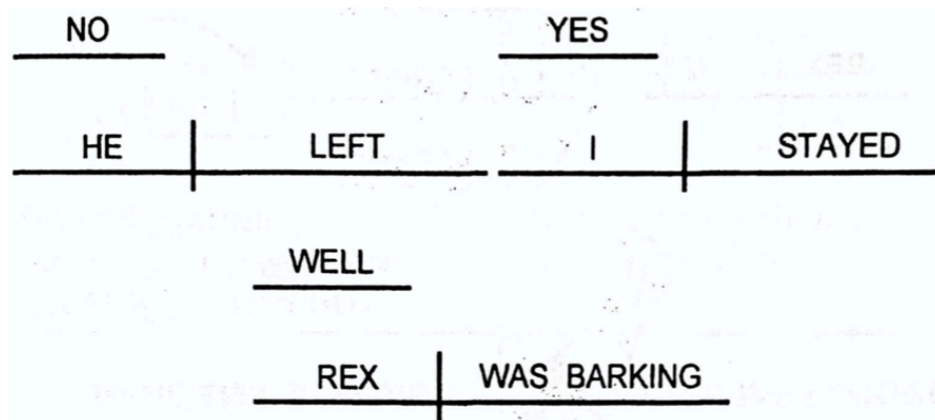 NO YES
HE LEFT I STAYED
WELL
REX WAS BARKING